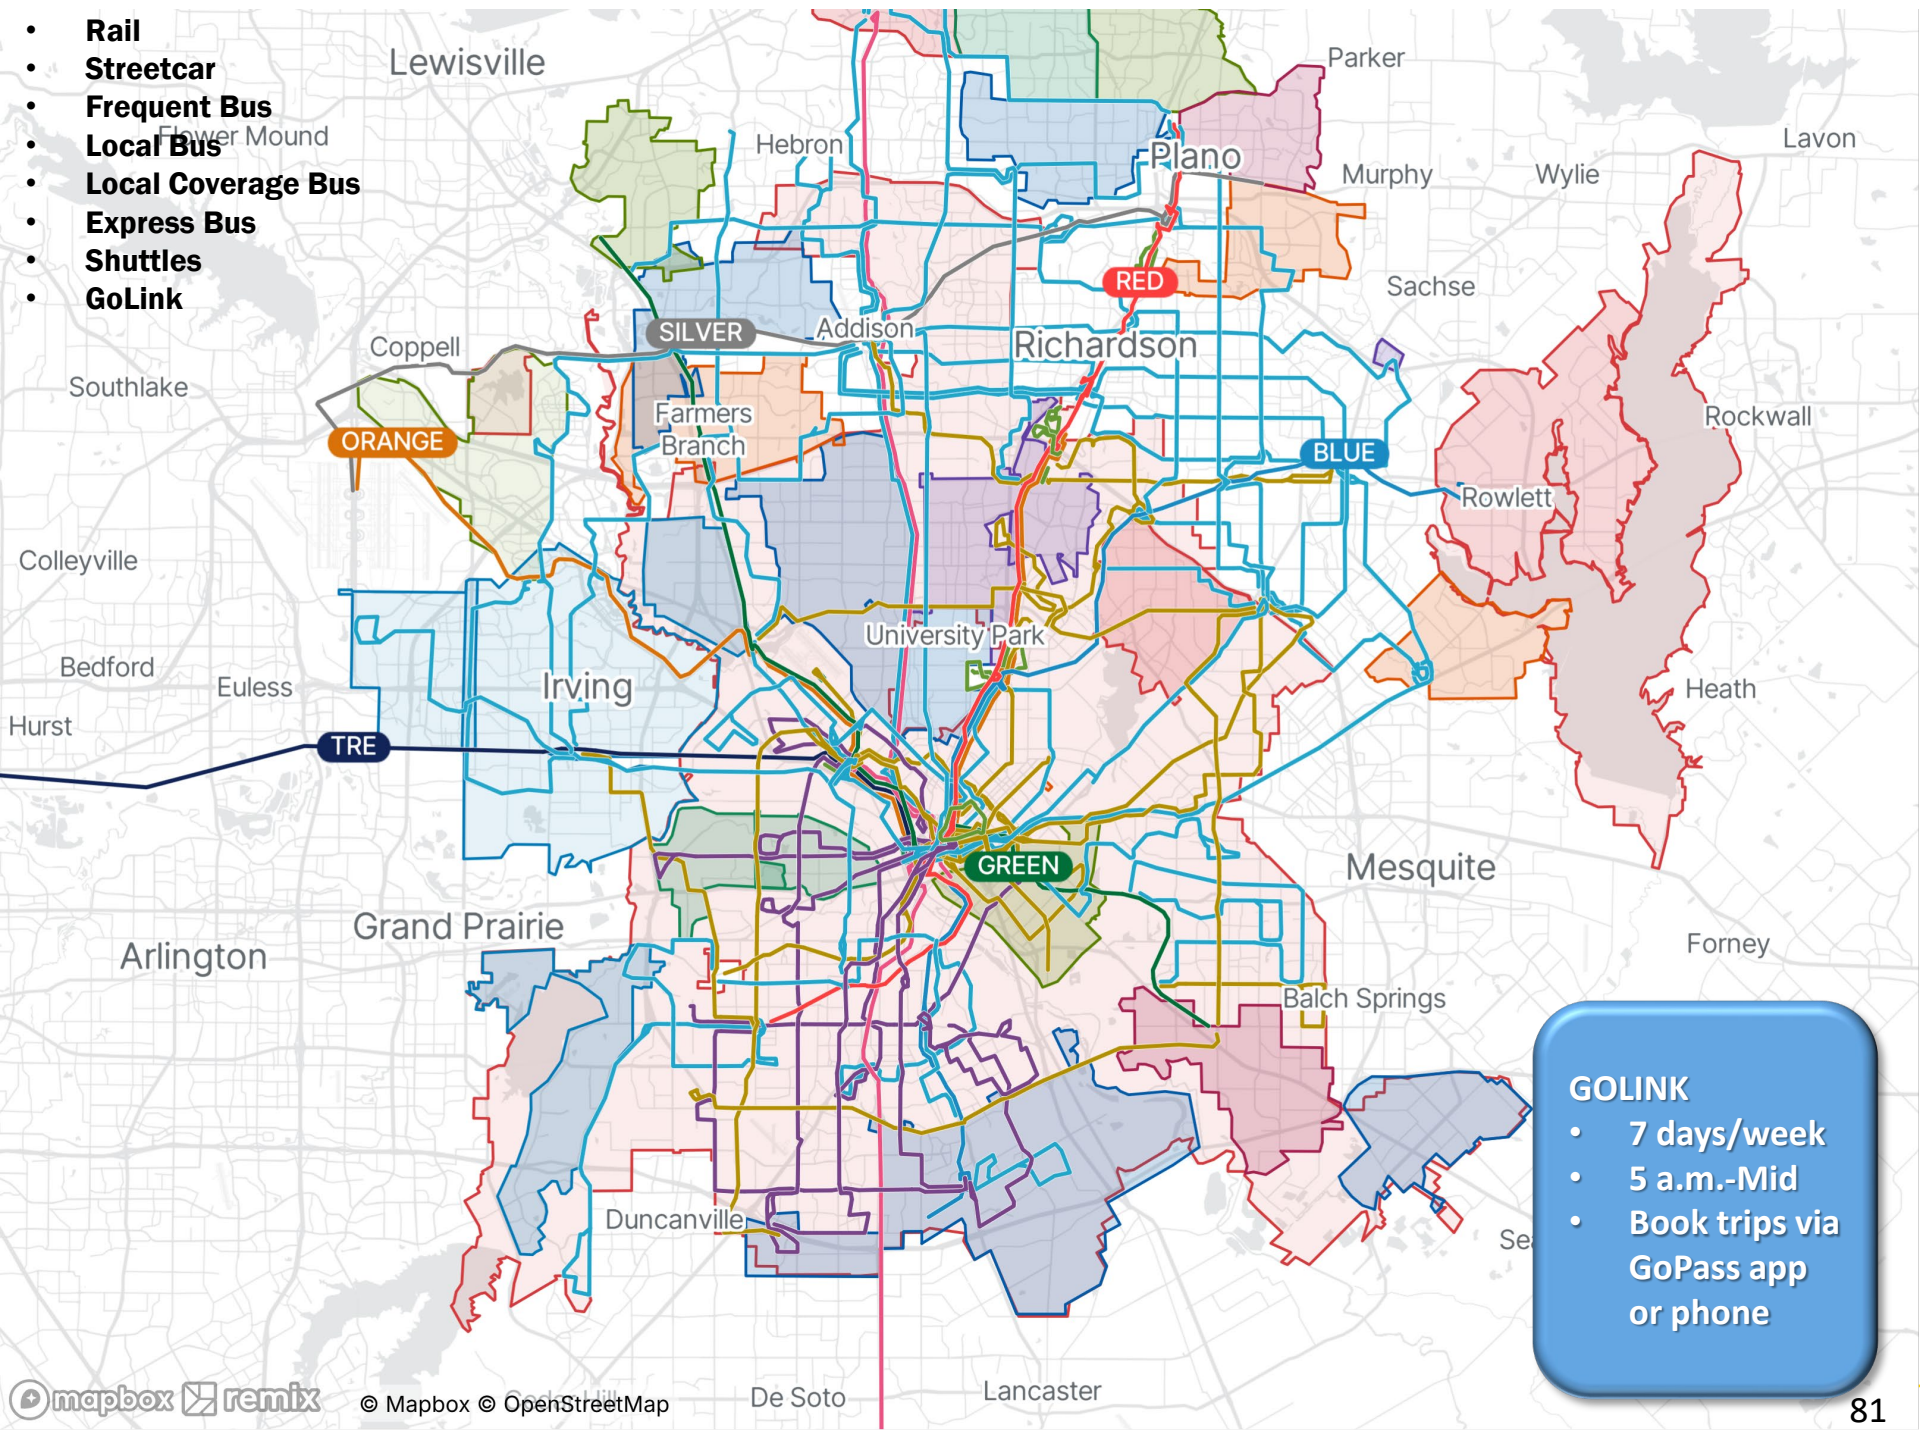 • Rail
• Streetcar
• Frequent Bus
• Local Bus
• Local Coverage Bus
• Express Bus
• Shuttles
• GoLink
Lewisville
Parker
Flower Mound
Hebron
Lavon
Plano
Murphy
Wylie
RED
Sachse
SILVER
Addison
Richardson
Coppell
Southlake
Farmers
Branch
Rockwall
ORANGE
BLUE
Rowlett
Colleyville
University Park
Bedford
Euless
Irving
Heath
Hurst
TRE
GREEN
Mesquite
Grand Prairie
Arlington
Forney
Balch Springs
Duncanville
Sea
GOLINK
• 7 days/week
• 5 a.m.-Mid
• Book trips via
GoPass app
or phone
mapbox remix
© Mapbox © OpenStreetMap
Cedar Hill
De Soto
Lancaster
81